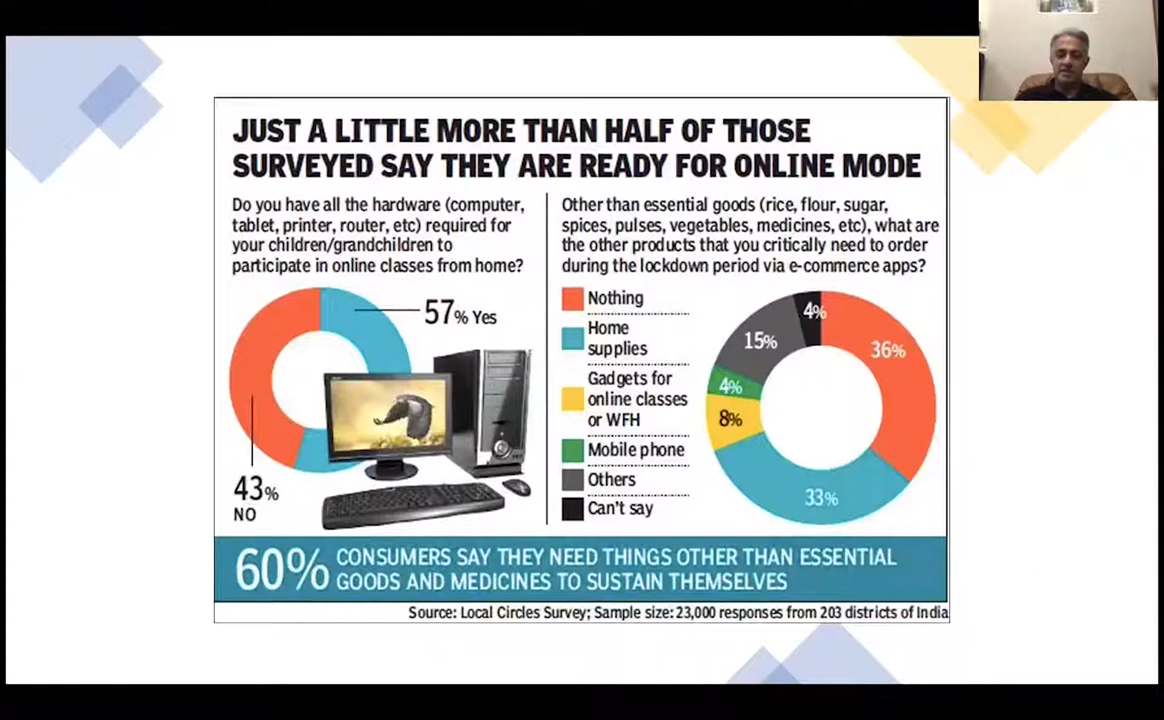 JUST A LITTLE MORE THAN HALF OF THOSE
SURVEYED SAY THEY ARE READY FOR ONLINE MODE
Do you have all the hardware (computer,
tablet, printer, router, etc) required for
your children/grandchildren to
participate in online classes from home?
57% Yes
43%
NO
Other than essential goods (rice, flour, sugar,
spices, pulses, vegetables, medicines, etc), what are
the other products that you critically need to order
during the lockdown period via e-commerce apps?
Nothing
Home
supplies
Gadgets for
online classes
or WFH
Mobile phone
Others
Can't say
4%
15%
36%
4%
8%
33%
60% CONSUMERS SAY THEY NEED THINGS OTHER THAN ESSENTIAL
GOODS AND MEDICINES TO SUSTAIN THEMSELVES
Source: Local Circles Survey; Sample size: 23,000 responses from 203 districts of India